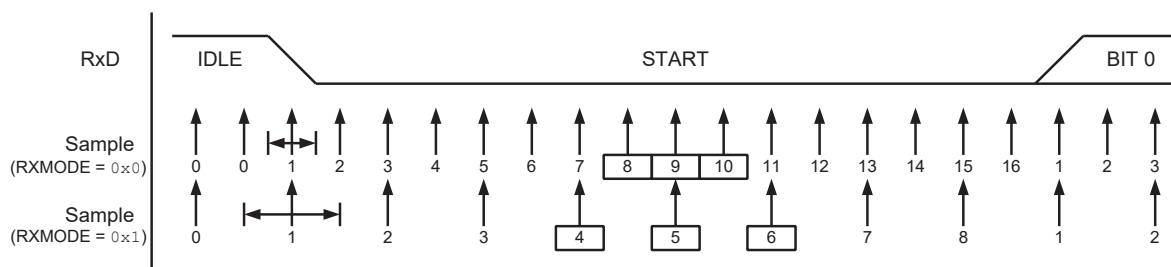 RxD IDLE START BIT 0
Sample
(RXMODE = 0x0) 0 0 1 2 3 4 5 6 7 8 9 10 11 12 13 14 15 16 1 2 3
Sample
(RXMODE = 0x1) 0 1 2 3 4 5 6 7 8 1 2